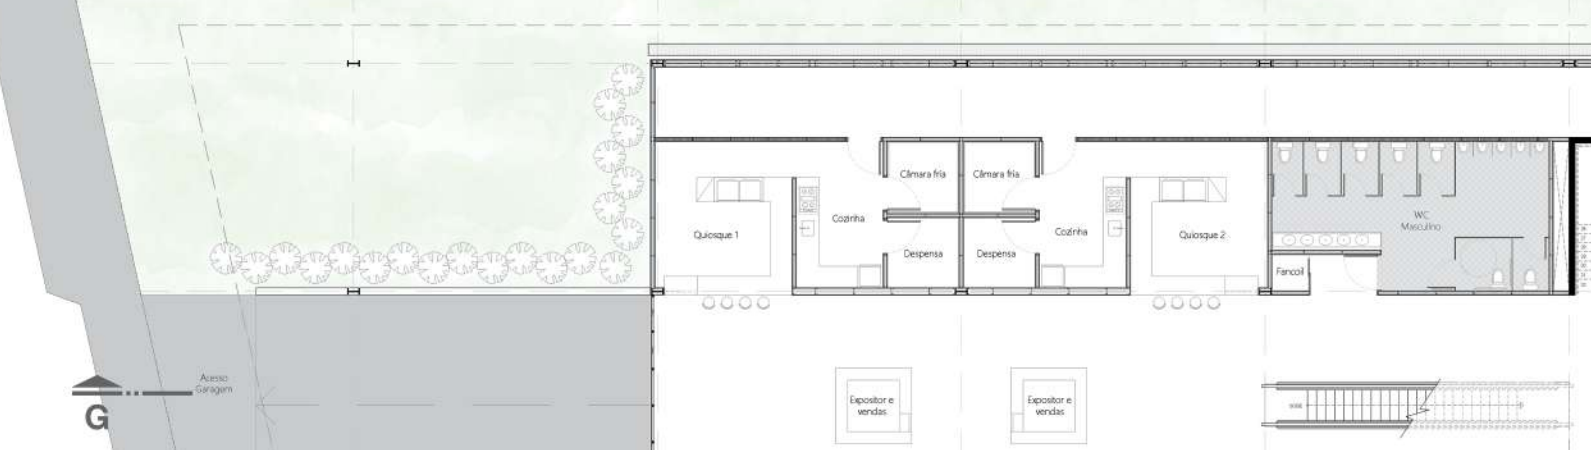 Câmara fria
Câmara fria
Cozinha
Cozinha
Quiosque 1
Quiosque 2
WC
Masculino
Despensa
Despensa
Fancoil
Acesso
Garagem
G
Expositor e
vendas
Expositor e
vendas